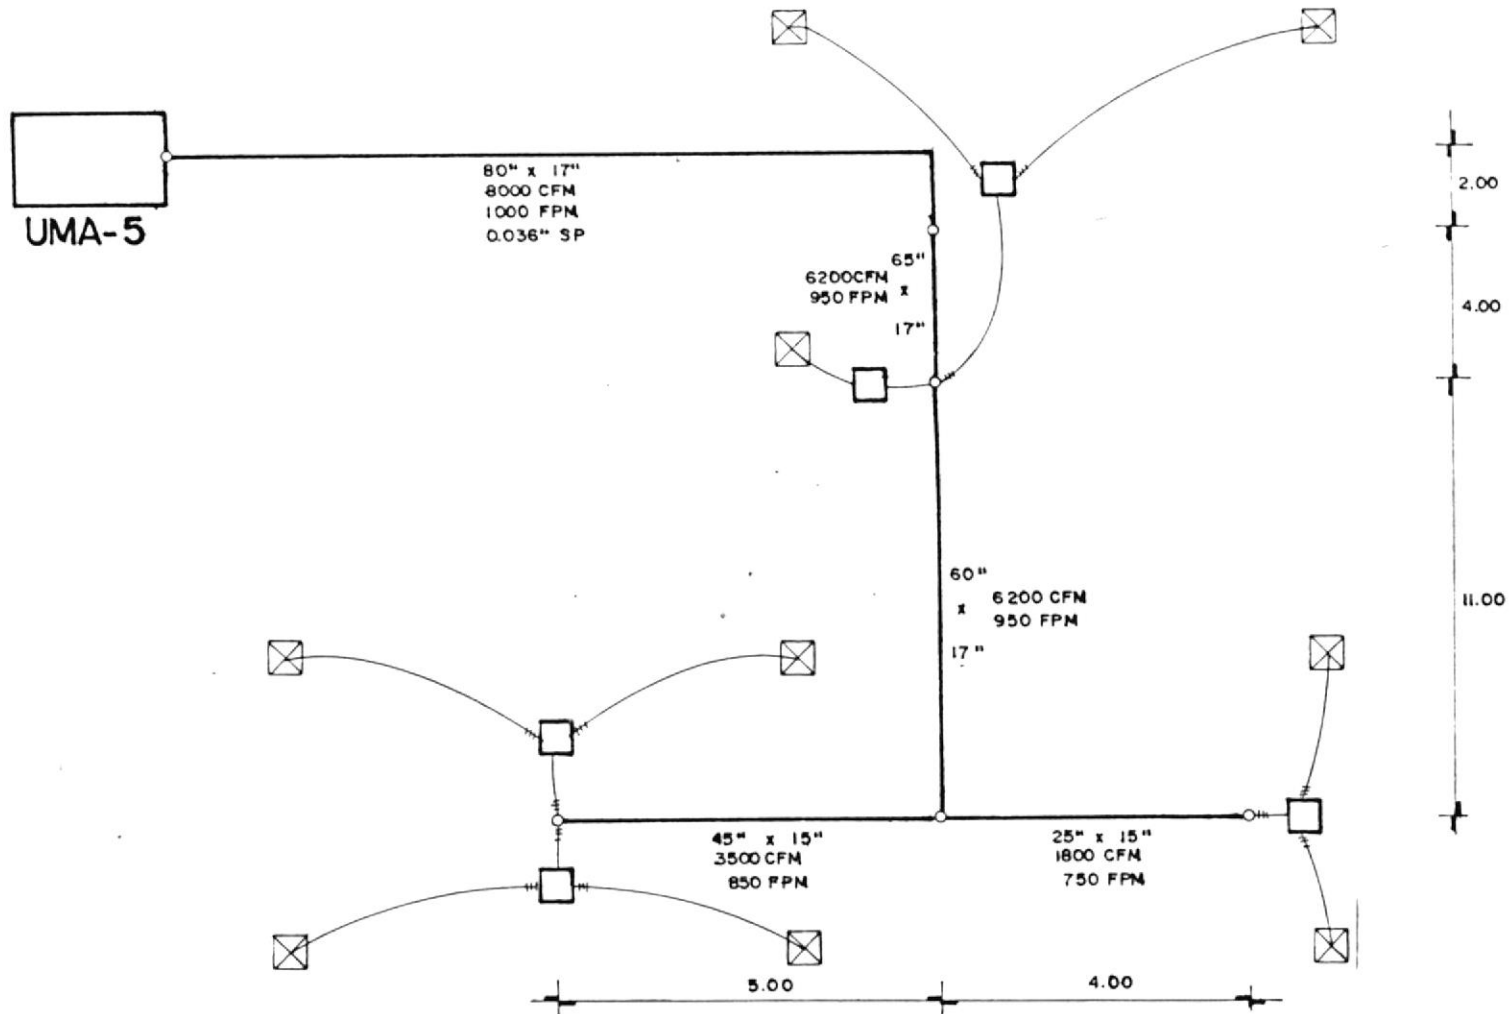 UMA-5
80" x 17"
8000 CFM
1000 FPM
0.036" SP
65"
x
17"
6200CFM
950 FPM
60"
x
17"
6200 CFM
950 FPM
45" x 15"
3500 CFM
850 FPM
25" x 15"
1800 CFM
750 FPM
2.00
4.00
11.00
5.00
4.00